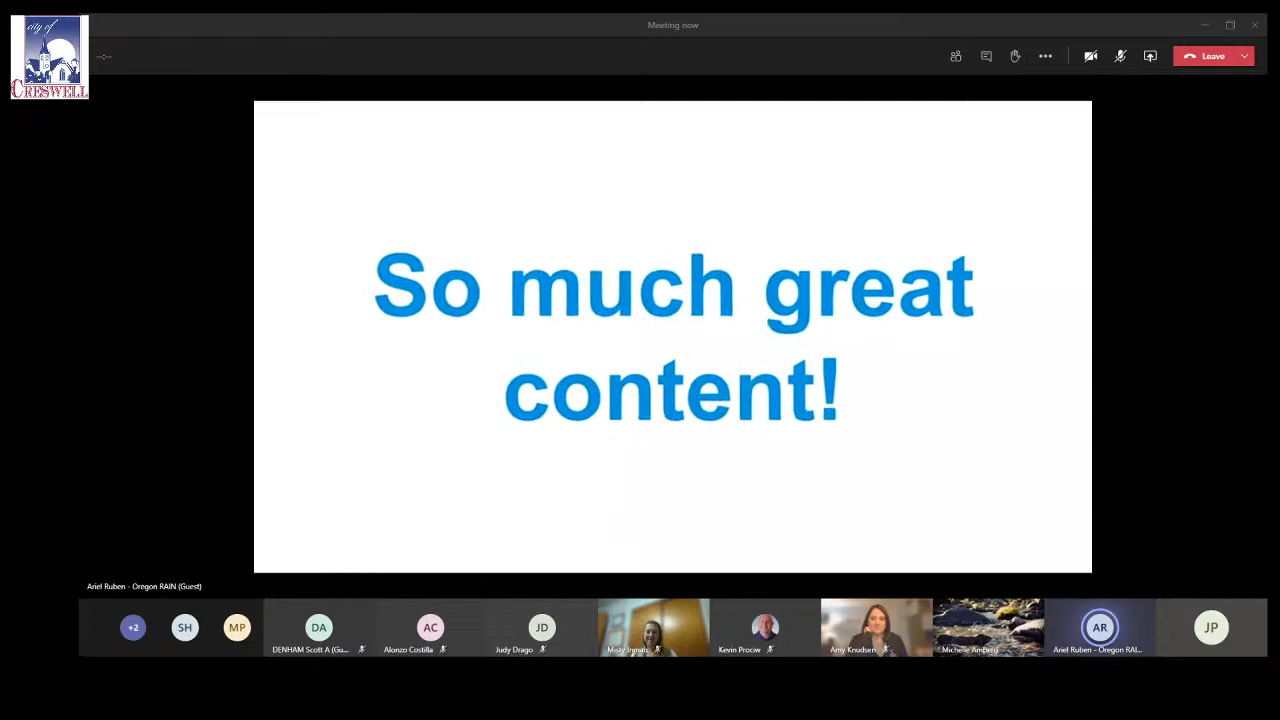 city of
CRESWELL
Meeting now
--:--
Leave
So much great
content!
Ariel Ruben - Oregon RAIN (Guest)
+2
SH
MP
DA
DENHAM Scott A (Gu...
AC
Alonzo Costilla
JD
Judy Drago
Misty Inman
Kevin Prociw
Amy Knudsen
Michelle Amberg
AR
Ariel Ruben - Oregon RAI...
JP